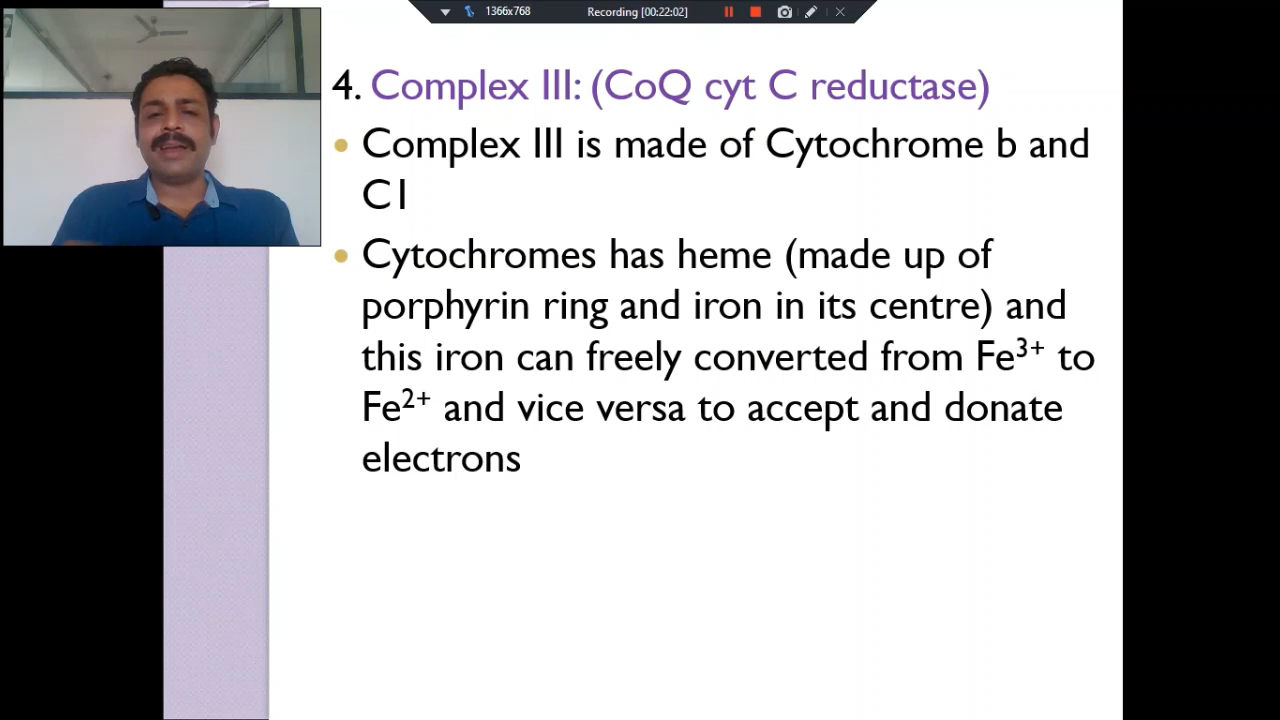 1366x768 Recording [00:22:02]
4. Complex III: (CoQ cyt C reductase)
• Complex III is made of Cytochrome b and
C1
• Cytochromes has heme (made up of
porphyrin ring and iron in its centre) and
this iron can freely converted from Fe³⁺ to
Fe²⁺ and vice versa to accept and donate
electrons